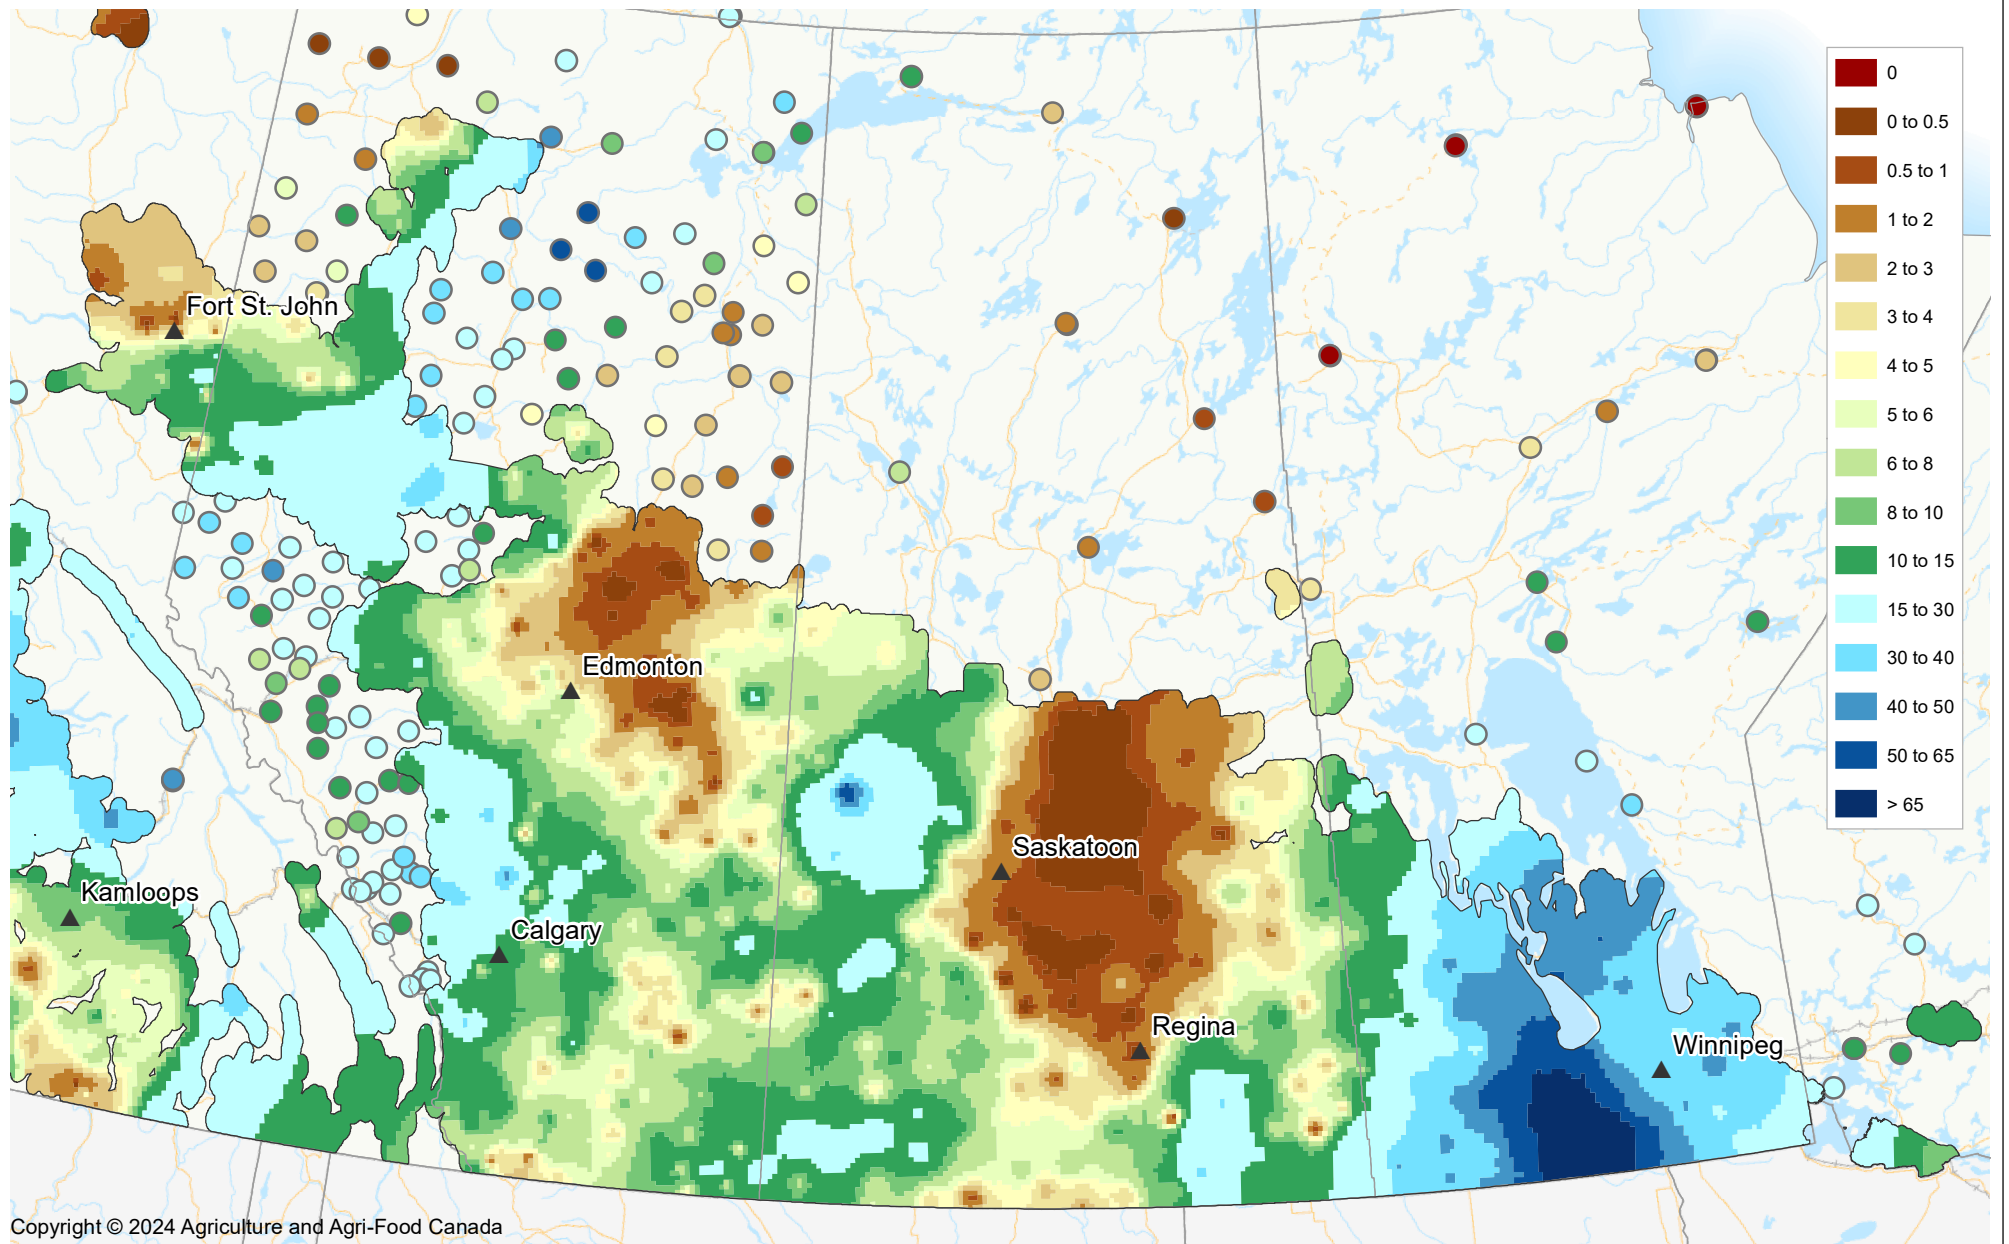 0
0 to 0.5
0.5 to 1
1 to 2
2 to 3
3 to 4
4 to 5
5 to 6
6 to 8
8 to 10
10 to 15
15 to 30
30 to 40
40 to 50
50 to 65
> 65
Fort St. John
Edmonton
Saskatoon
Kamloops
Calgary
Regina
Winnipeg
Copyright © 2024 Agriculture and Agri-Food Canada